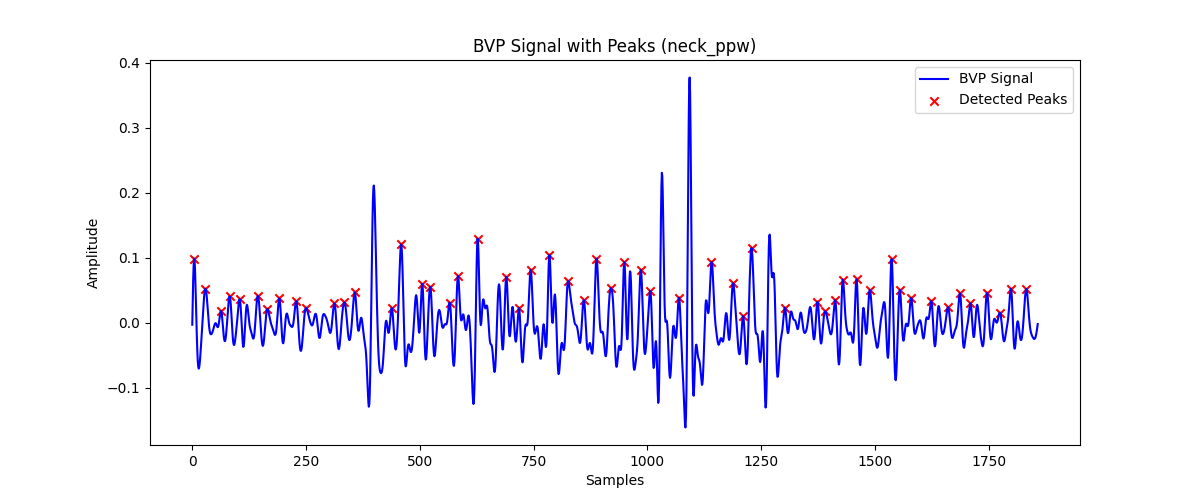 BVP Signal with Peaks (neck_ppw)
BVP Signal
Detected Peaks
Amplitude
0.4
0.3
0.2
0.1
0.0
−0.1
0
250
500
750
1000
1250
1500
1750
Samples